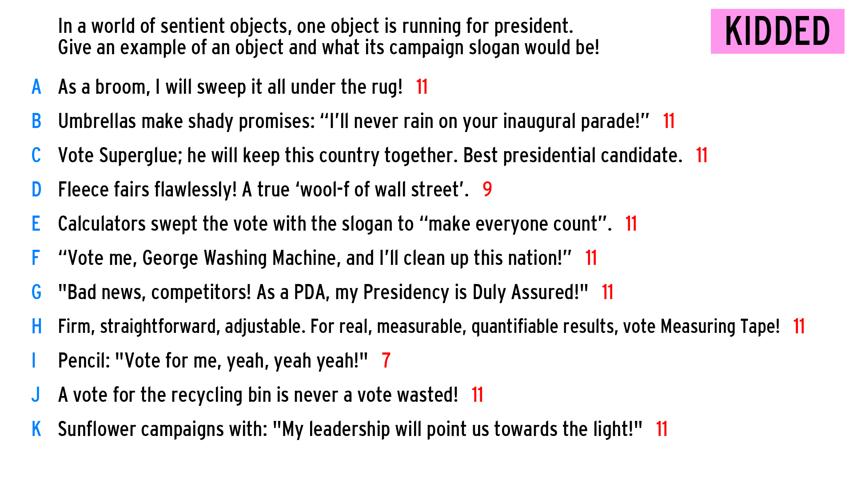 In a world of sentient objects, one object is running for president.
Give an example of an object and what its campaign slogan would be!
KIDDED
A As a broom, I will sweep it all under the rug! 11
B Umbrellas make shady promises: “I’ll never rain on your inaugural parade!” 11
C Vote Superglue; he will keep this country together. Best presidential candidate. 11
D Fleece fairs flawlessly! A true ‘wool-f of wall street’. 9
E Calculators swept the vote with the slogan to “make everyone count”. 11
F “Vote me, George Washing Machine, and I’ll clean up this nation!” 11
G "Bad news, competitors! As a PDA, my Presidency is Duly Assured!" 11
H Firm, straightforward, adjustable. For real, measurable, quantifiable results, vote Measuring Tape! 11
I Pencil: "Vote for me, yeah, yeah yeah!" 7
J A vote for the recycling bin is never a vote wasted! 11
K Sunflower campaigns with: "My leadership will point us towards the light!" 11